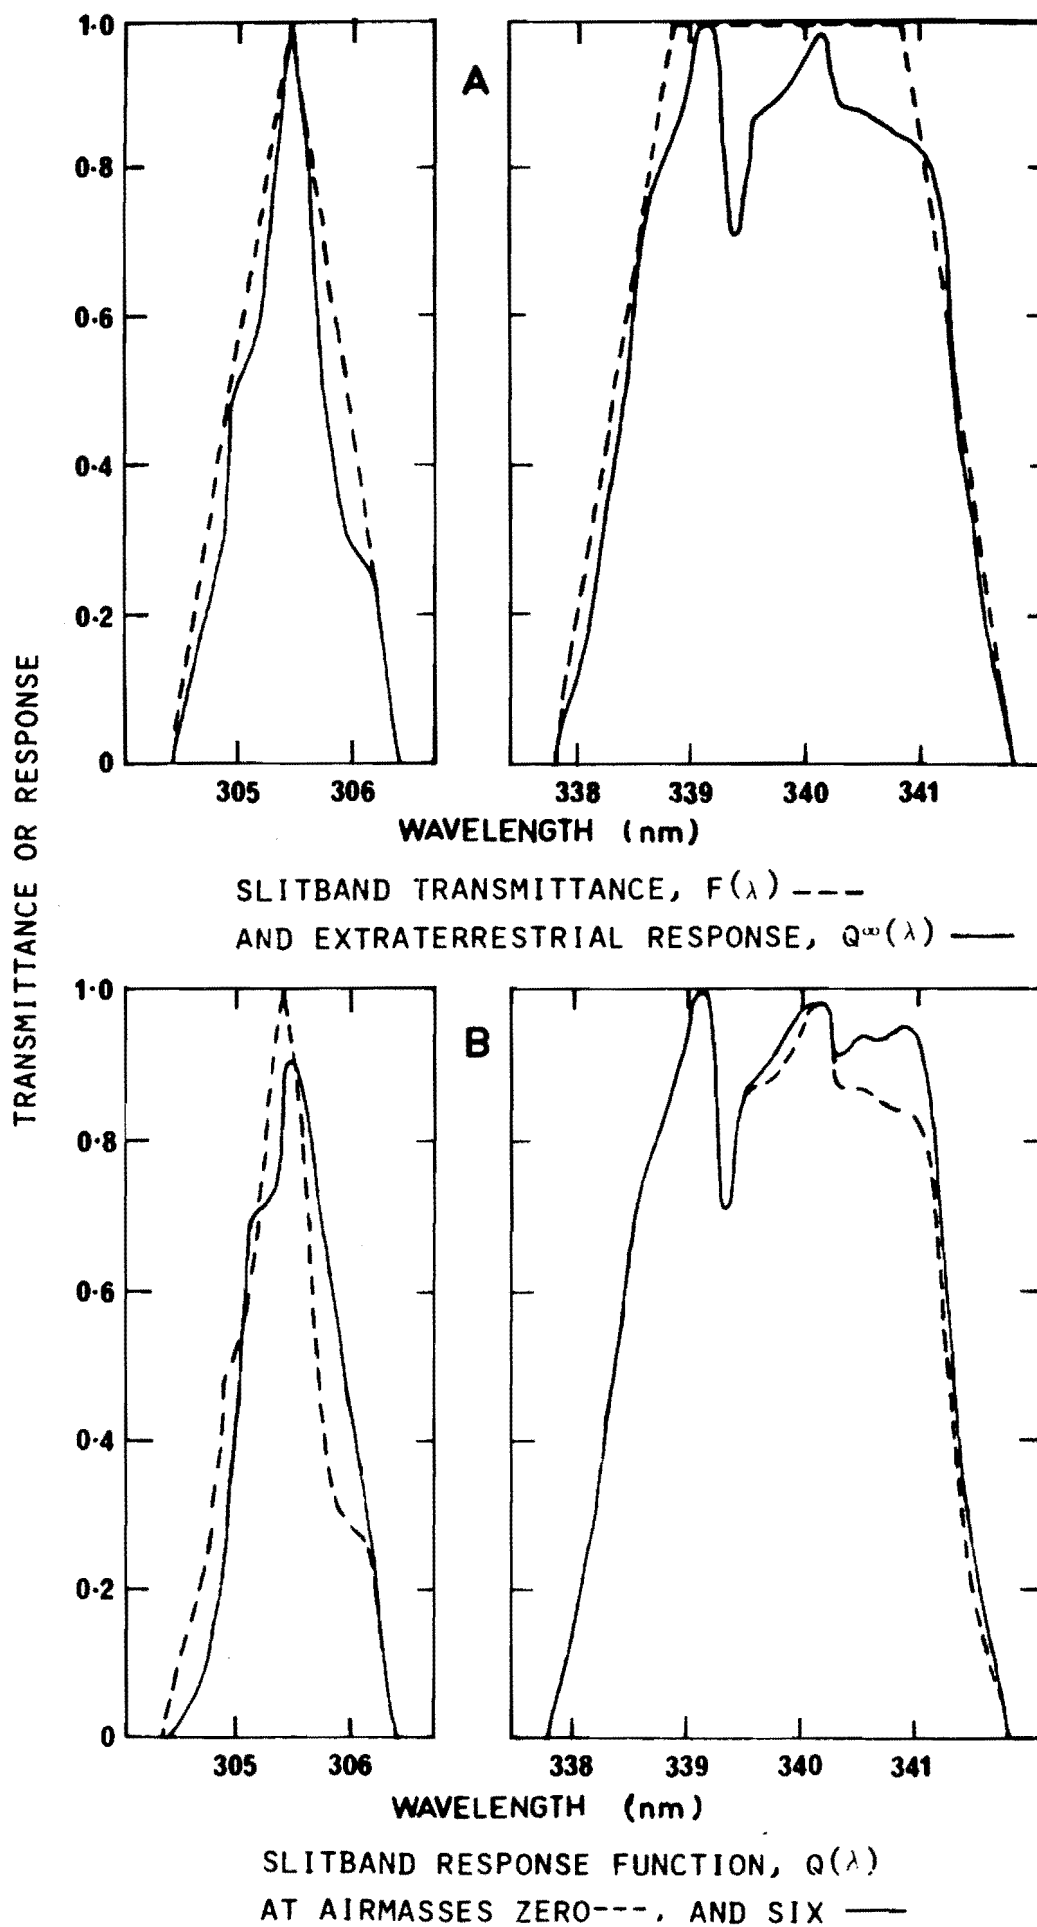 TRANSMITTANCE OR RESPONSE
1.0
0.8
0.6
0.4
0.2
0
A
305 306 338 339 340 341
WAVELENGTH (nm)
SLITBAND TRANSMITTANCE, F(λ) ---
AND EXTRATERRESTRIAL RESPONSE, Q∞(λ) —
1.0
0.8
0.6
0.4
0.2
0
B
305 306 338 339 340 341
WAVELENGTH (nm)
SLITBAND RESPONSE FUNCTION, Q(λ)
AT AIRMASSES ZERO---, AND SIX —